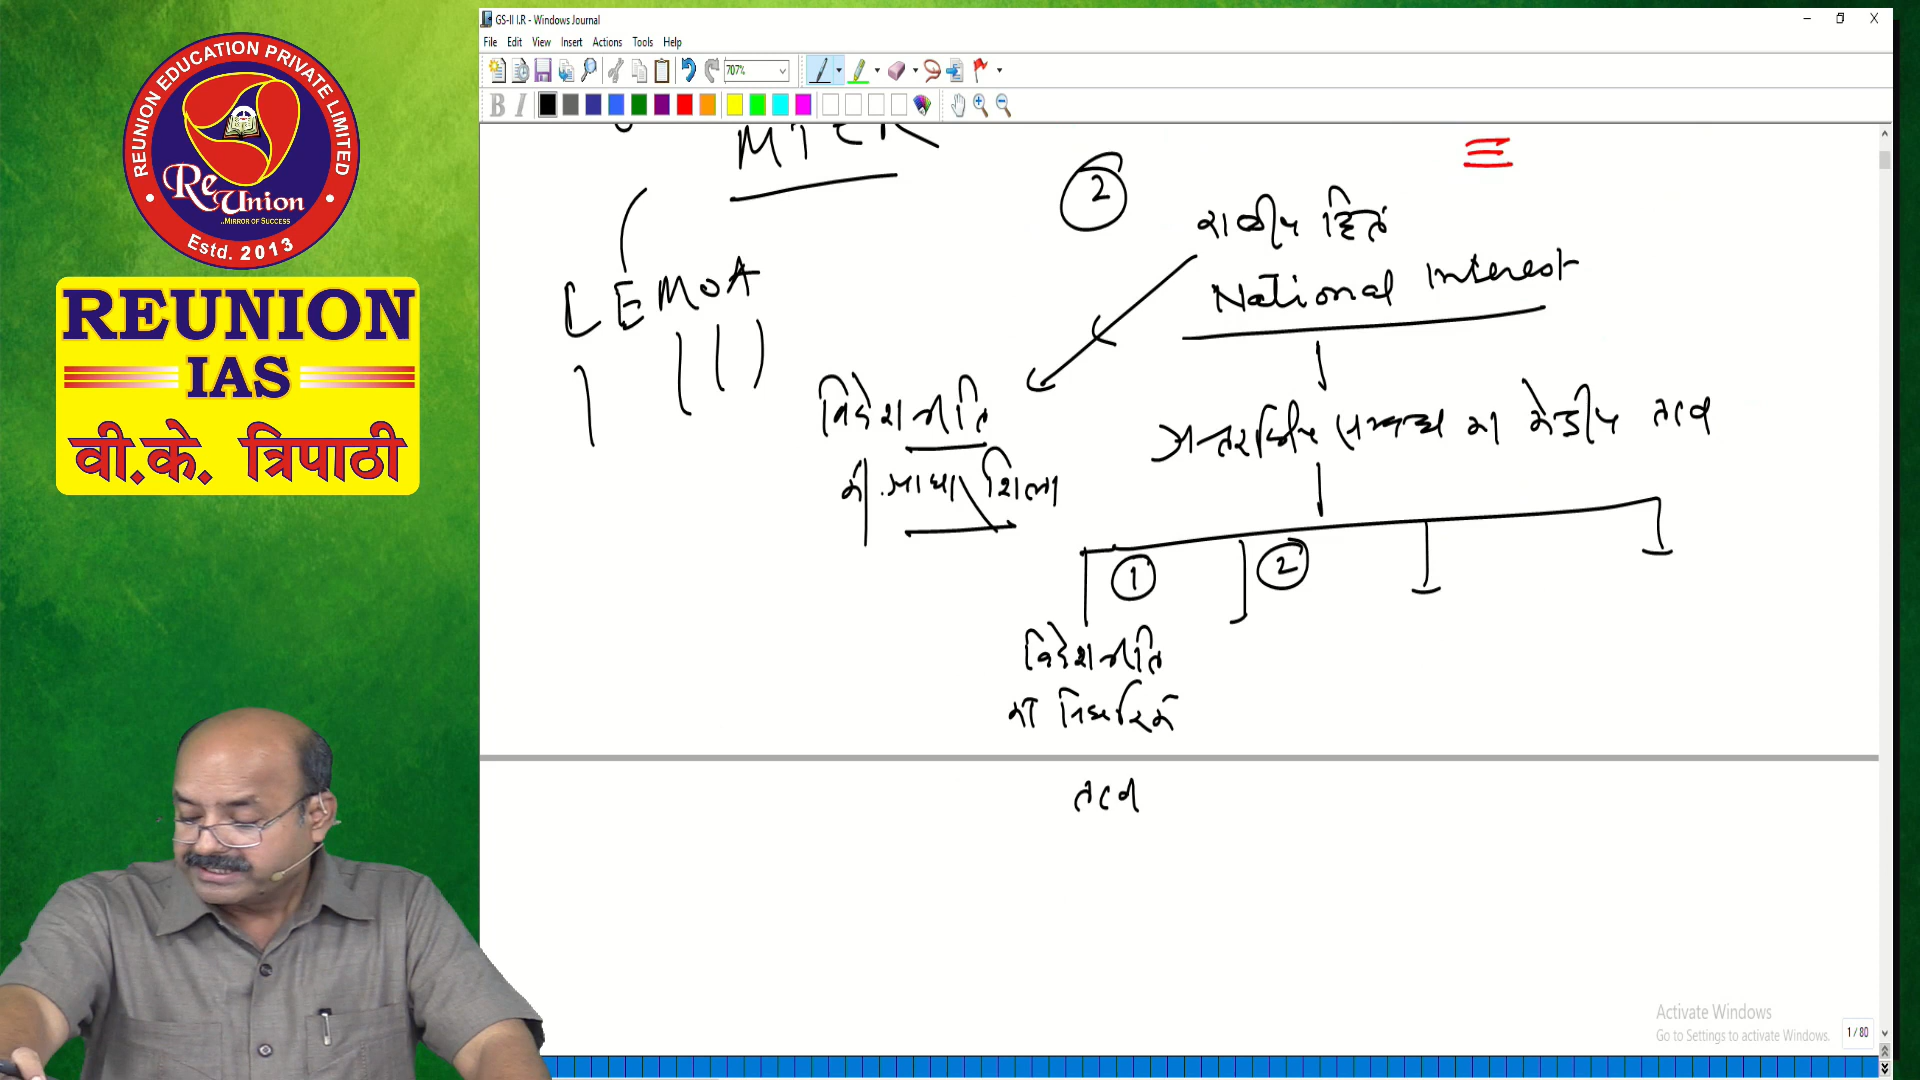 GS-II I.R - Windows Journal
File Edit View Insert Actions Tools Help
707%
REUNION EDUCATION PRIVATE LIMITED
ReUnion
..MIRROR OF SUCCESS
Estd. 2013
REUNION
IAS
वी.के. त्रिपाठी
MTCR
LEMOA
2
राष्ट्रीय हित
National Interest
विदेश नीति
की आधारशिला
अन्तर्राष्ट्रीय सम्बन्ध का केन्द्रीय तत्व
1 2
विदेश नीति
का निर्धारक
तत्व
Activate Windows
Go to Settings to activate Windows.
1 / 80